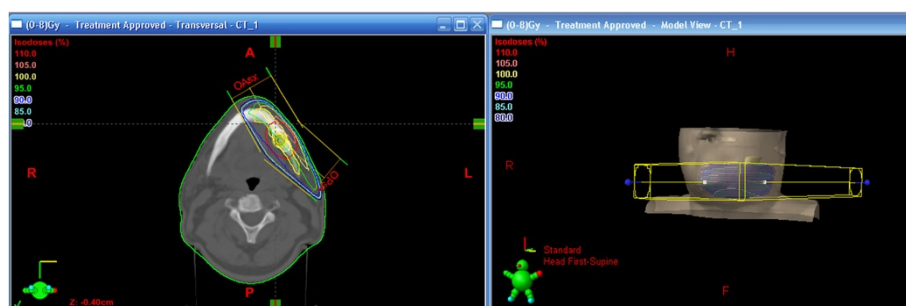 (0-8)Gy - Treatment Approved - Transversal - CT_1
Isodoses (%)
110.0
105.0
100.0
95.0
90.0
85.0
A
OAsx
R
L
P
Z: -0.40cm
(0-8)Gy - Treatment Approved - Model View - CT_1
Isodoses (%)
110.0
105.0
100.0
95.0
90.0
85.0
80.0
H
R
Standard
Head First-Supine
F